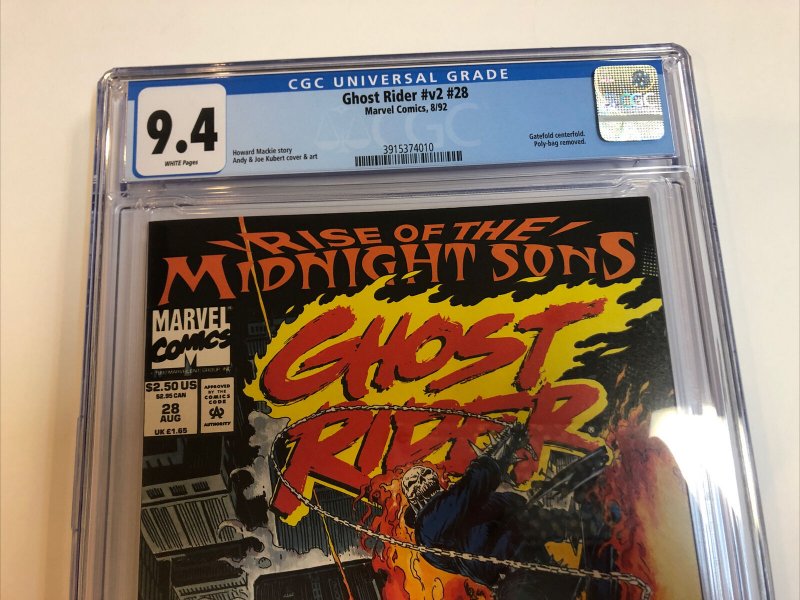 CGC UNIVERSAL GRADE
9.4
WHITE Pages
Ghost Rider #v2 #28
Marvel Comics, 8/92
Howard Mackie story
Andy & Joe Kubert cover & art
3915374010
Gatefold centerfold.
Poly-bag removed.
CGC
RISE OF THE
MIDNIGHT SONS
MARVEL
COMICS
$2.50 US
$2.95 CAN
28
AUG
UK £1.65
APPROVED
BY THE
COMICS
CODE
CA
AUTHORITY
GHOST
RIDER